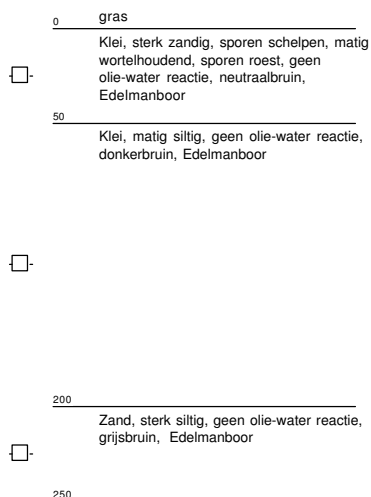 0 gras
Klei, sterk zandig, sporen schelpen, matig
wortelhoudend, sporen roest, geen
olie-water reactie, neutraalbruin,
Edelmanboor
50
Klei, matig siltig, geen olie-water reactie,
donkerbruin, Edelmanboor
200
Zand, sterk siltig, geen olie-water reactie,
grijsbruin, Edelmanboor
250